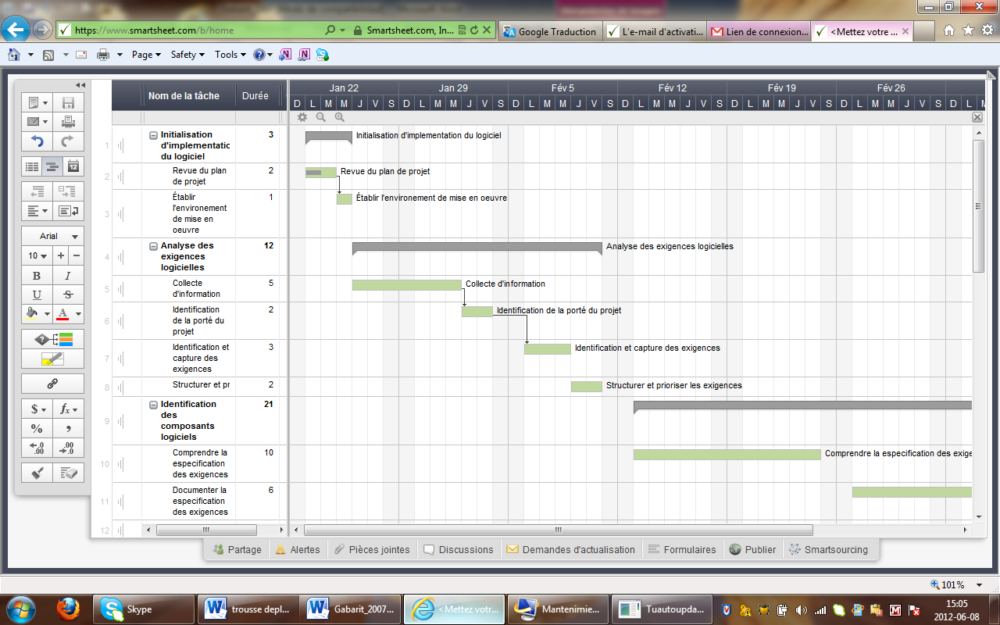 https://www.smartsheet.com/b/home
Smartsheet.com, In...
Google Traduction
L'e-mail d'activati...
Lien de connexion...
<Mettez votre ...
Page
Safety
Tools
Nom de la tâche
Durée
Jan 22
Jan 29
Fév 5
Fév 12
Fév 19
Fév 26
D L M M J V S D L M M J V S D L M M J V S D L M M J V S D L M M J V S D L M M J V S D L M
1
Initialisation
d'implementatic
du logiciel
3
Initialisation d'implementation du logiciel
2
Revue du plan
de projet
2
Revue du plan de projet
3
Établir
l'environement
de mise en
oeuvre
1
Établir l'environement de mise en oeuvre
4
Analyse des
exigences
logicielles
12
Analyse des exigences logicielles
5
Collecte
d'information
5
Collecte d'information
6
Identification
de la porté du
projet
2
Identification de la porté du projet
7
Identification et
capture des
exigences
3
Identification et capture des exigences
8
Structurer et pr
2
Structurer et prioriser les exigences
9
Identification
des
composants
logiciels
21
10
Comprendre la
especification
des exigences
10
Comprendre la especification des exige
11
Documenter la
especification
des exigences
6
12
12
Arial
10 + −
B I
U S
A
$ fx
% ,
.0 .00
.00 .0
Partage
Alertes
Pièces jointes
Discussions
Demandes d'actualisation
Formulaires
Publier
Smartsourcing
101%
Skype
trousse depl...
Gabarit_2007...
<Mettez votr...
Mantenimie...
Tuautoupda...
15:05
2012-06-08